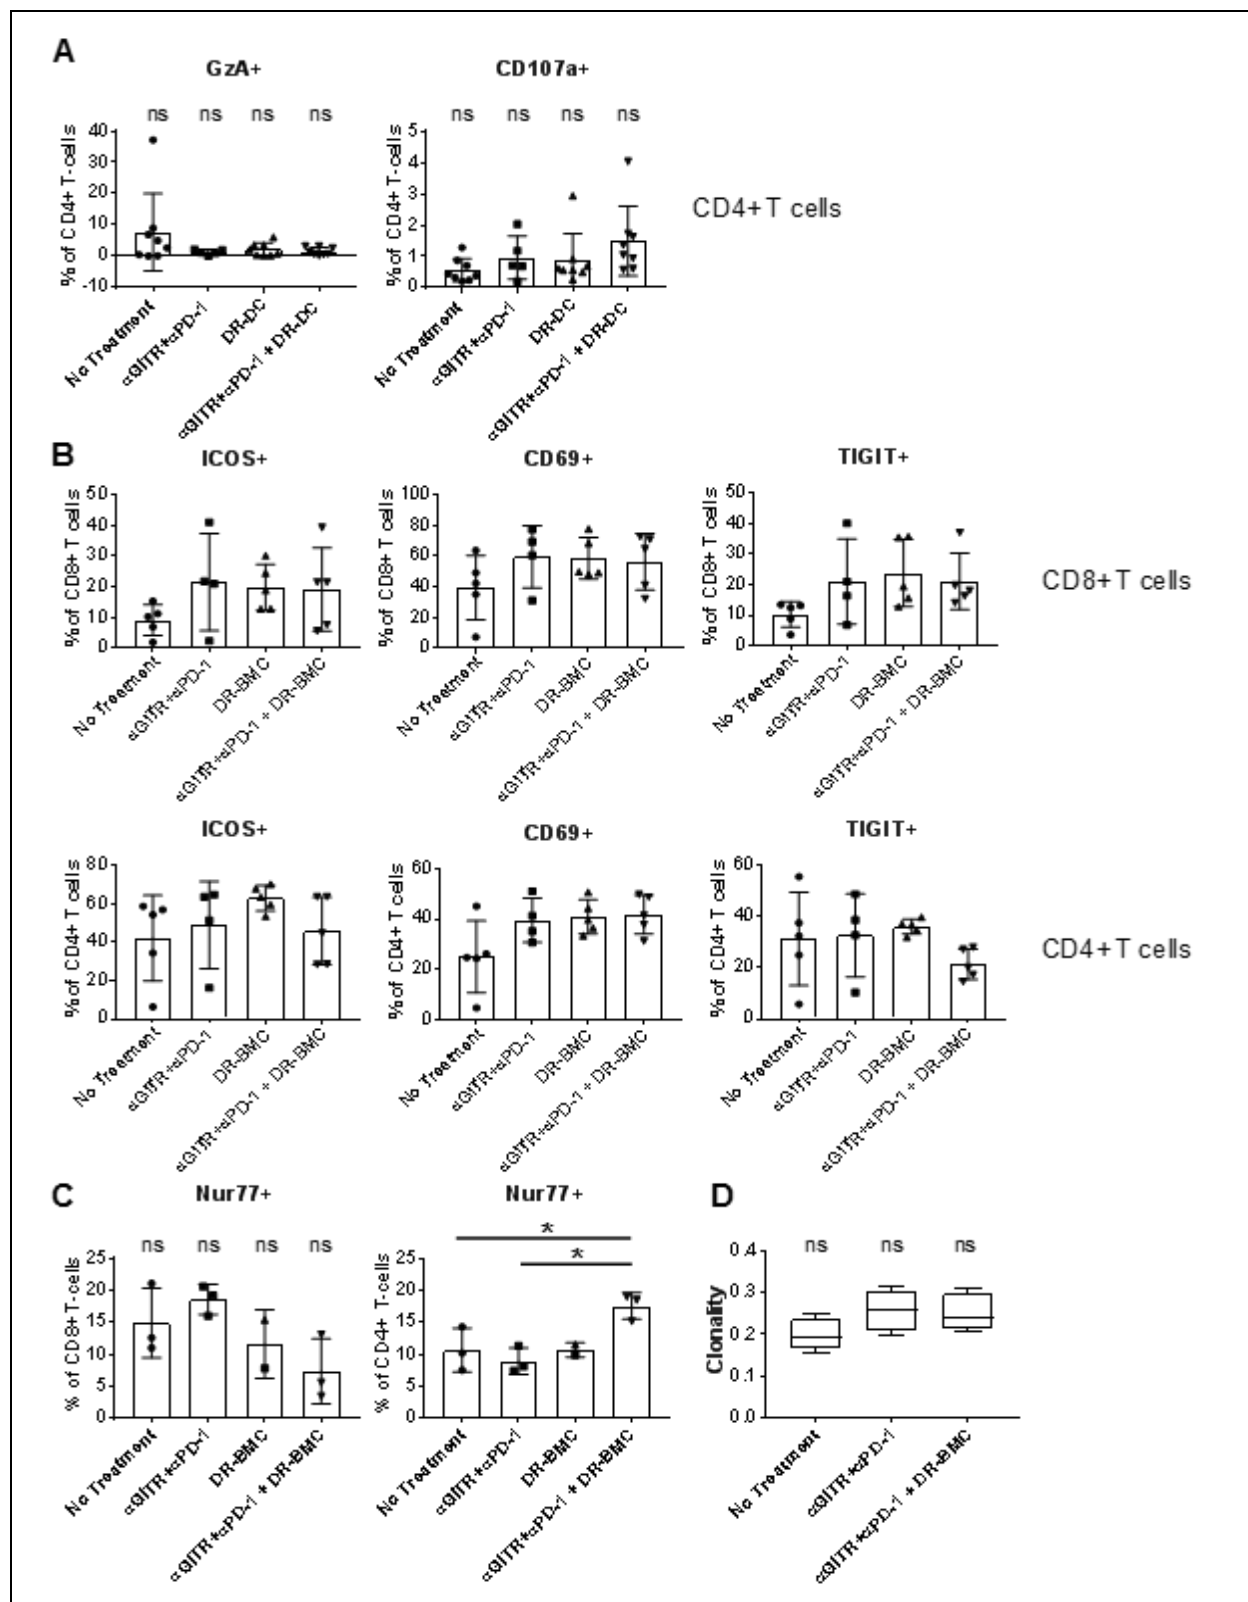 A
GzA+
CD107a+
ns ns ns ns
ns ns ns ns
% of CD4+ T-cells
40
30
20
10
0
-10
% of CD4+ T-cells
5
4
3
2
1
0
CD4+ T cells
No Treatment
αGITR+αPD-1
DR-DC
αGITR+αPD-1 + DR-DC
No Treatment
αGITR+αPD-1
DR-DC
αGITR+αPD-1 + DR-DC
B
ICOS+
CD69+
TIGIT+
% of CD8+ T cells
50
40
30
20
10
0
% of CD8+ T cells
100
80
60
40
20
0
% of CD8+ T cells
50
40
30
20
10
0
CD8+ T cells
No Treatment
αGITR+αPD-1
DR-BMC
αGITR+αPD-1 + DR-BMC
No Treatment
αGITR+αPD-1
DR-BMC
αGITR+αPD-1 + DR-BMC
No Treatment
αGITR+αPD-1
DR-BMC
αGITR+αPD-1 + DR-BMC
ICOS+
CD69+
TIGIT+
% of CD4+ T cells
80
60
40
20
0
% of CD4+ T cells
60
40
20
0
% of CD4+ T cells
60
40
20
0
CD4+ T cells
No Treatment
αGITR+αPD-1
DR-BMC
αGITR+αPD-1 + DR-BMC
No Treatment
αGITR+αPD-1
DR-BMC
αGITR+αPD-1 + DR-BMC
No Treatment
αGITR+αPD-1
DR-BMC
αGITR+αPD-1 + DR-BMC
C
Nur77+
Nur77+
D
ns ns ns ns
*
*
ns ns ns
% of CD8+ T-cells
25
20
15
10
5
0
% of CD4+ T-cells
25
20
15
10
5
0
Clonality
0.4
0.3
0.2
0.1
0.0
No Treatment
αGITR+αPD-1
DR-BMC
αGITR+αPD-1 + DR-BMC
No Treatment
αGITR+αPD-1
DR-BMC
αGITR+αPD-1 + DR-BMC
No Treatment
αGITR+αPD-1
αGITR+αPD-1 + DR-BMC